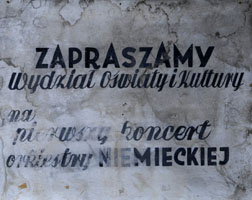 ZAPRASZAMY
Wydział Oświaty i Kultury
na
pierwszy koncert
orkiestry NIEMIECKIEJ